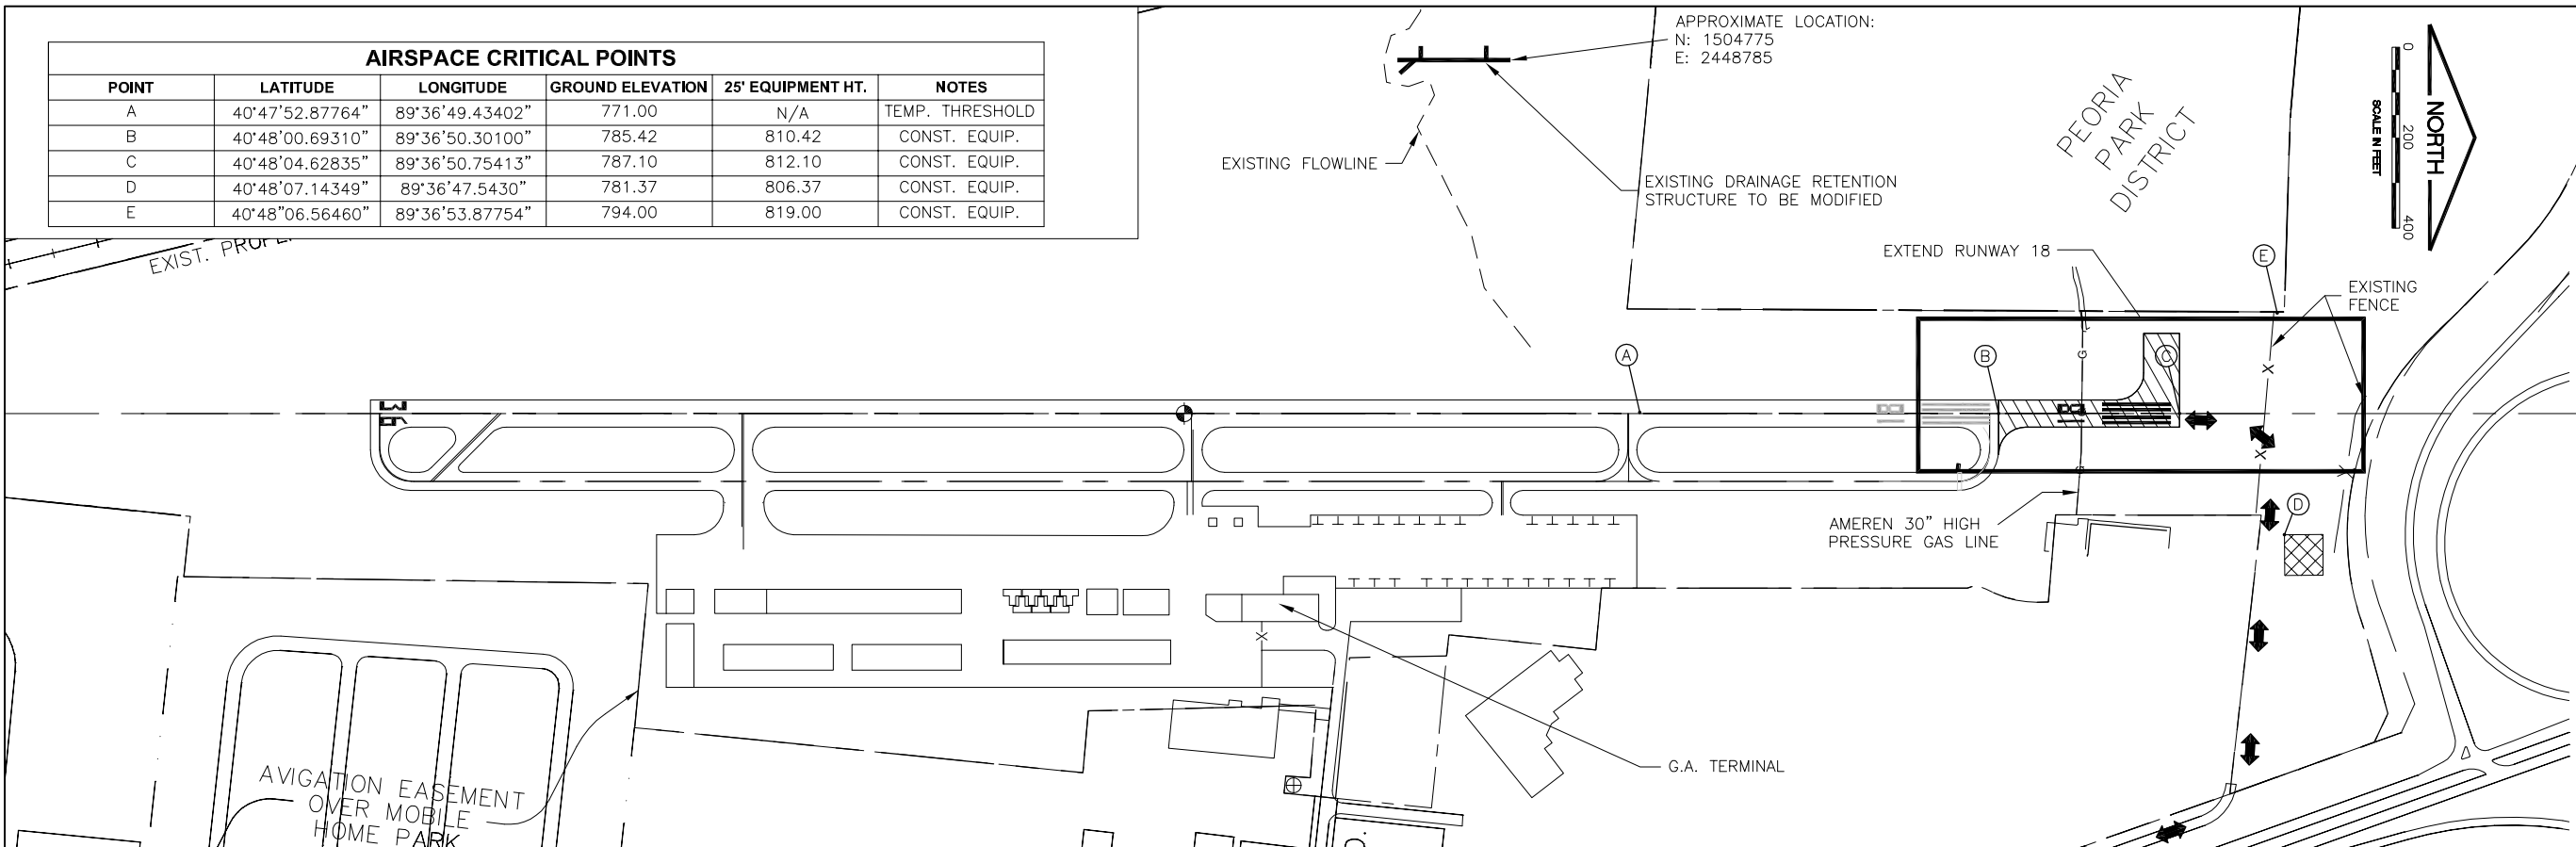 AIRSPACE CRITICAL POINTS
POINT LATITUDE LONGITUDE GROUND ELEVATION 25' EQUIPMENT HT. NOTES
A 40°47'52.87764" 89°36'49.43402" 771.00 N/A TEMP. THRESHOLD
B 40°48'00.69310" 89°36'50.30100" 785.42 810.42 CONST. EQUIP.
C 40°48'04.62835" 89°36'50.75413" 787.10 812.10 CONST. EQUIP.
D 40°48'07.14349" 89°36'47.5430" 781.37 806.37 CONST. EQUIP.
E 40°48"06.56460" 89°36'53.87754" 794.00 819.00 CONST. EQUIP.
EXIST.
APPROXIMATE LOCATION:
N: 1504775
E: 2448785
EXISTING FLOWLINE
EXISTING DRAINAGE RETENTION
STRUCTURE TO BE MODIFIED
PEORIA
PARK
DISTRICT
0 200 400
SCALE IN FEET
NORTH
EXTEND RUNWAY 18
E
EXISTING
FENCE
A
B
G
C
X
36
18
18
X
G
X
AMEREN 30" HIGH
PRESSURE GAS LINE
D
X
G.A. TERMINAL
AVIGATION EASEMENT
OVER MOBILE
HOME PARK